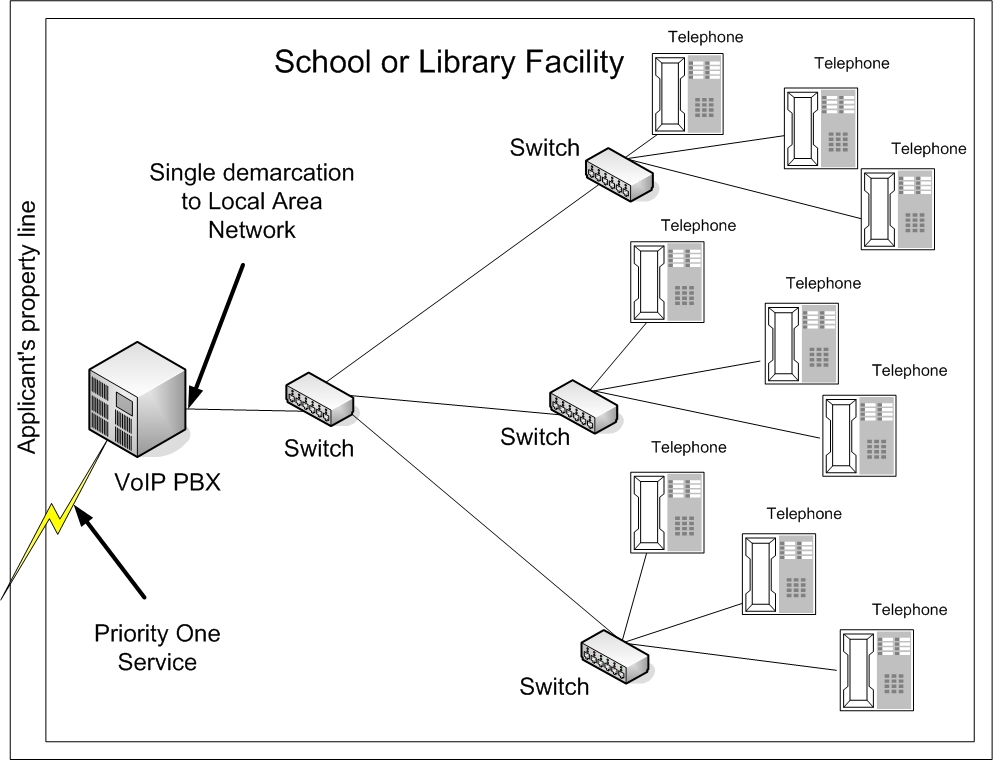 School or Library Facility
Telephone
Telephone
Telephone
Switch
Single demarcation
to Local Area
Network
Applicant's property line
Telephone
Telephone
Telephone
Switch
Switch
VoIP PBX
Telephone
Telephone
Telephone
Priority One
Service
Switch